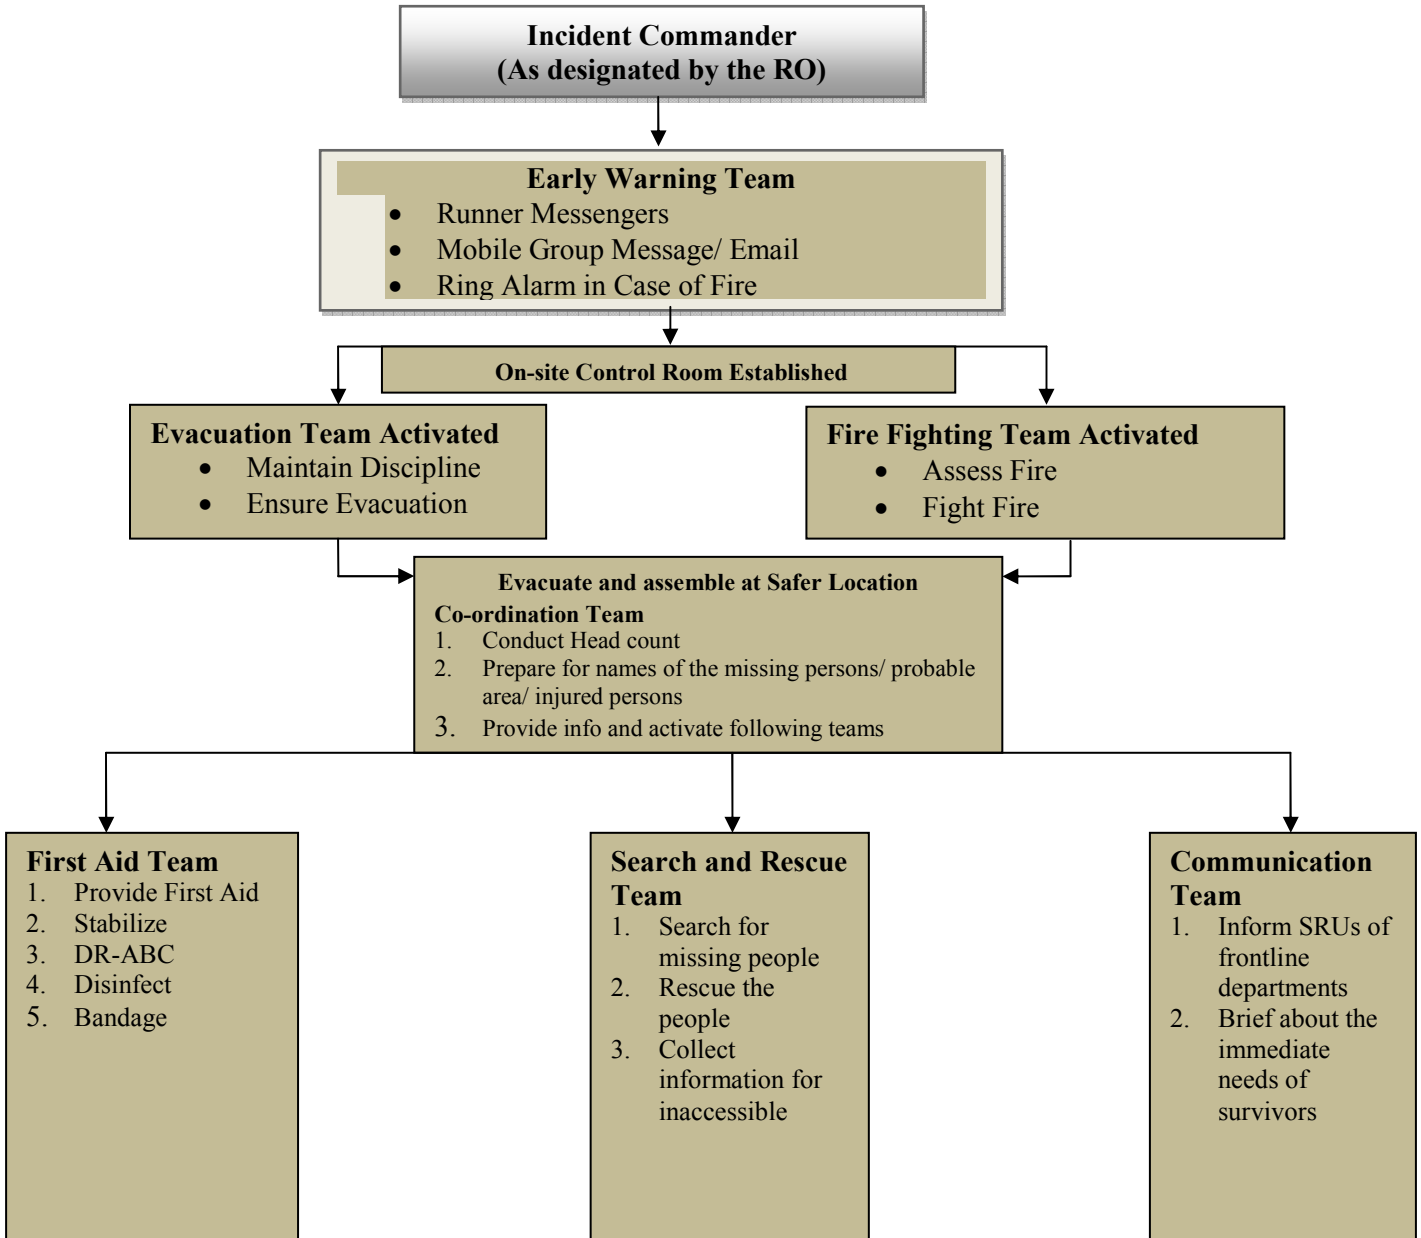 Incident Commander
(As designated by the RO)
Early Warning Team
• Runner Messengers
• Mobile Group Message/ Email
• Ring Alarm in Case of Fire
On-site Control Room Established
Evacuation Team Activated
• Maintain Discipline
• Ensure Evacuation
Fire Fighting Team Activated
• Assess Fire
• Fight Fire
Evacuate and assemble at Safer Location
Co-ordination Team
1. Conduct Head count
2. Prepare for names of the missing persons/ probable
area/ injured persons
3. Provide info and activate following teams
First Aid Team
1. Provide First Aid
2. Stabilize
3. DR-ABC
4. Disinfect
5. Bandage
Search and Rescue
Team
1. Search for
missing people
2. Rescue the
people
3. Collect
information for
inaccessible
Communication
Team
1. Inform SRUs of
frontline
departments
2. Brief about the
immediate
needs of
survivors